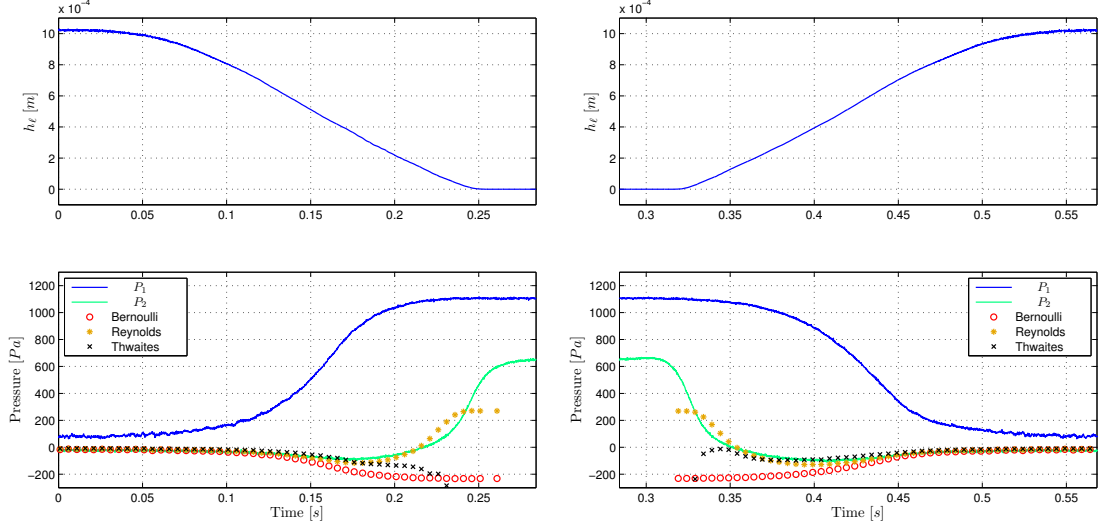 x 10⁻⁴
10
8
6
4
2
0
hℓ [m]
0 0.05 0.1 0.15 0.2 0.25
x 10⁻⁴
10
8
6
4
2
0
hℓ [m]
0.3 0.35 0.4 0.45 0.5 0.55
1200
1000
800
600
400
200
0
−200
Pressure [Pa]
P₁
P₂
Bernoulli
Reynolds
Thwaites
0 0.05 0.1 0.15 0.2 0.25
Time [s]
1200
1000
800
600
400
200
0
−200
Pressure [Pa]
P₁
P₂
Bernoulli
Reynolds
Thwaites
0.3 0.35 0.4 0.45 0.5 0.55
Time [s]